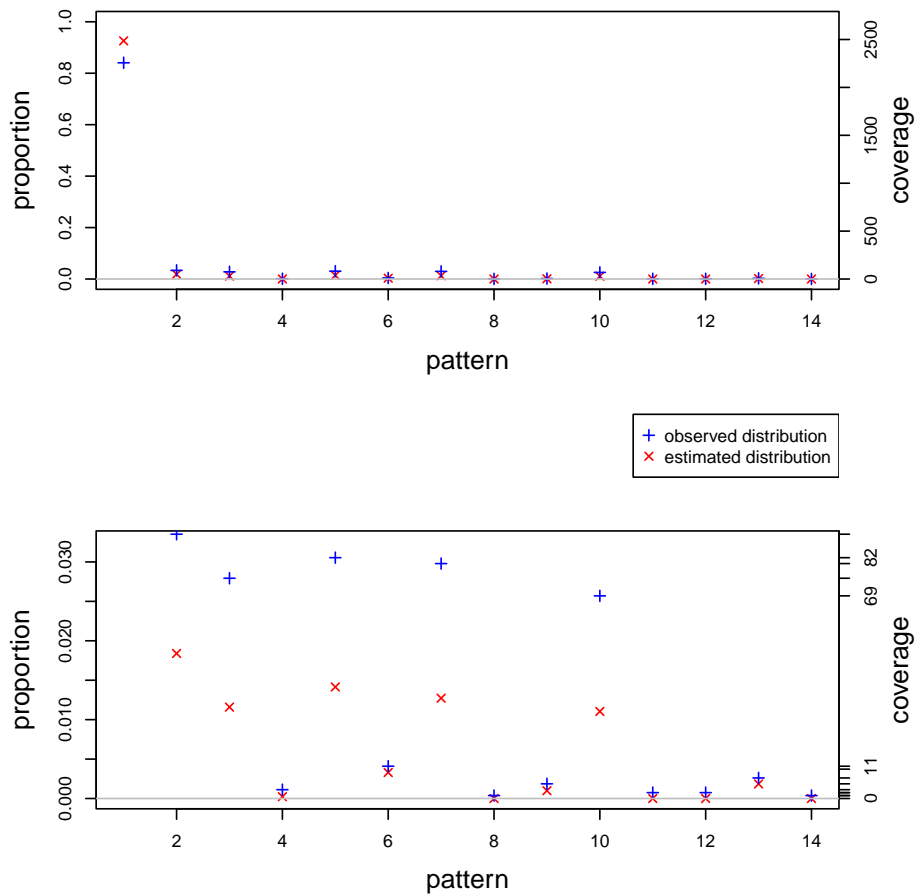 1.0
0.8
0.6
0.4
0.2
0.0
proportion
2500
1500
500
0
coverage
2 4 6 8 10 12 14
pattern
observed distribution
estimated distribution
0.030
0.020
0.010
0.000
proportion
82
69
11
0
coverage
2 4 6 8 10 12 14
pattern